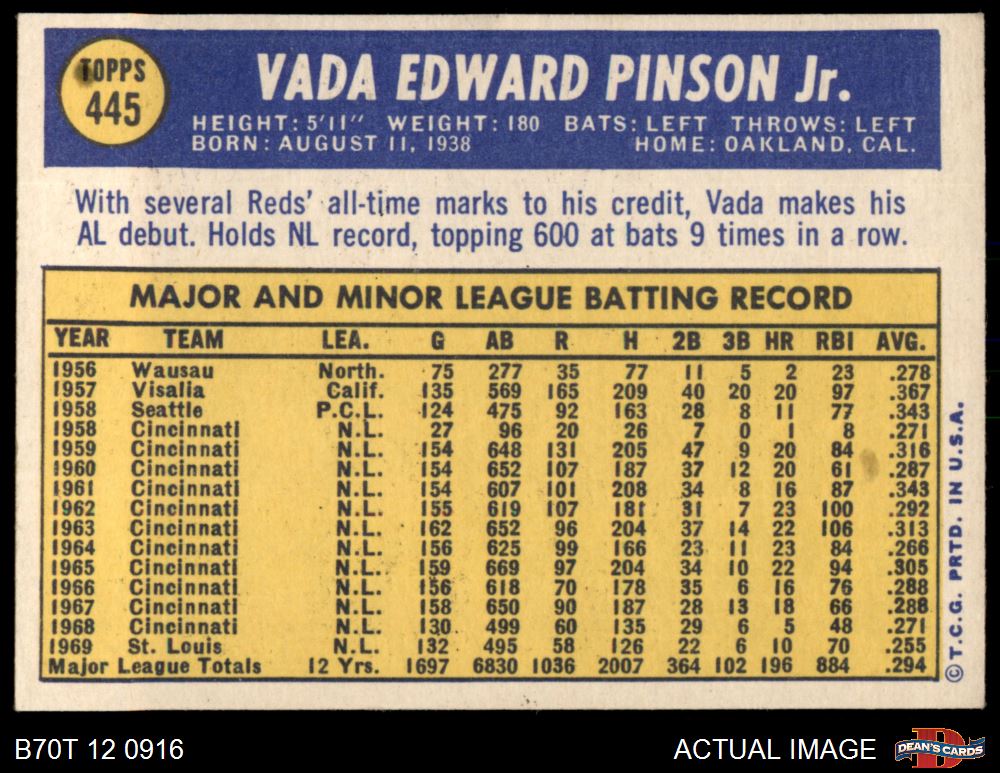 TOPPS
445
VADA EDWARD PINSON Jr.
HEIGHT: 5'11" WEIGHT: 180 BATS: LEFT THROWS: LEFT
BORN: AUGUST 11, 1938 HOME: OAKLAND, CAL.
With several Reds' all-time marks to his credit, Vada makes his
AL debut. Holds NL record, topping 600 at bats 9 times in a row.
MAJOR AND MINOR LEAGUE BATTING RECORD
YEAR TEAM LEA. G AB R H 2B 3B HR RBI AVG.
1956 Wausau North. 75 277 35 77 11 5 2 23 .278
1957 Visalia Calif. 135 569 165 209 40 20 20 97 .367
1958 Seattle P.C.L. 124 475 92 163 28 8 11 77 .343
1958 Cincinnati N.L. 27 96 20 26 7 0 1 8 .271
1959 Cincinnati N.L. 154 648 131 205 47 9 20 84 .316
1960 Cincinnati N.L. 154 652 107 187 37 12 20 61 .287
1961 Cincinnati N.L. 154 607 101 208 34 8 16 87 .343
1962 Cincinnati N.L. 155 619 107 181 31 7 23 100 .292
1963 Cincinnati N.L. 162 652 96 204 37 14 22 106 .313
1964 Cincinnati N.L. 156 625 99 166 23 11 23 84 .266
1965 Cincinnati N.L. 159 669 97 204 34 10 22 94 .305
1966 Cincinnati N.L. 156 618 70 178 35 6 16 76 .288
1967 Cincinnati N.L. 158 650 90 187 28 13 18 66 .288
1968 Cincinnati N.L. 130 499 60 135 29 6 5 48 .271
1969 St. Louis N.L. 132 495 58 126 22 6 10 70 .255
Major League Totals 12 Yrs. 1697 6830 1036 2007 364 102 196 884 .294
© T.C.G. PRTD. IN U.S.A.
B70T 12 0916 ACTUAL IMAGE
DEAN'S CARDS